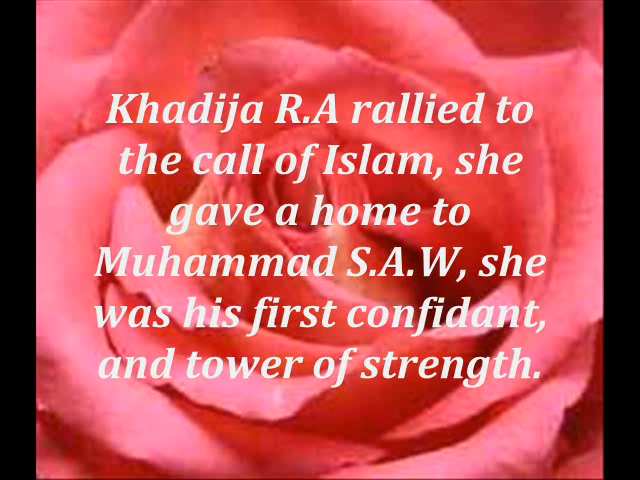 Khadija R.A rallied to
the call of Islam, she
gave a home to
Muhammad S.A.W, she
was his first confidant,
and tower of strength.